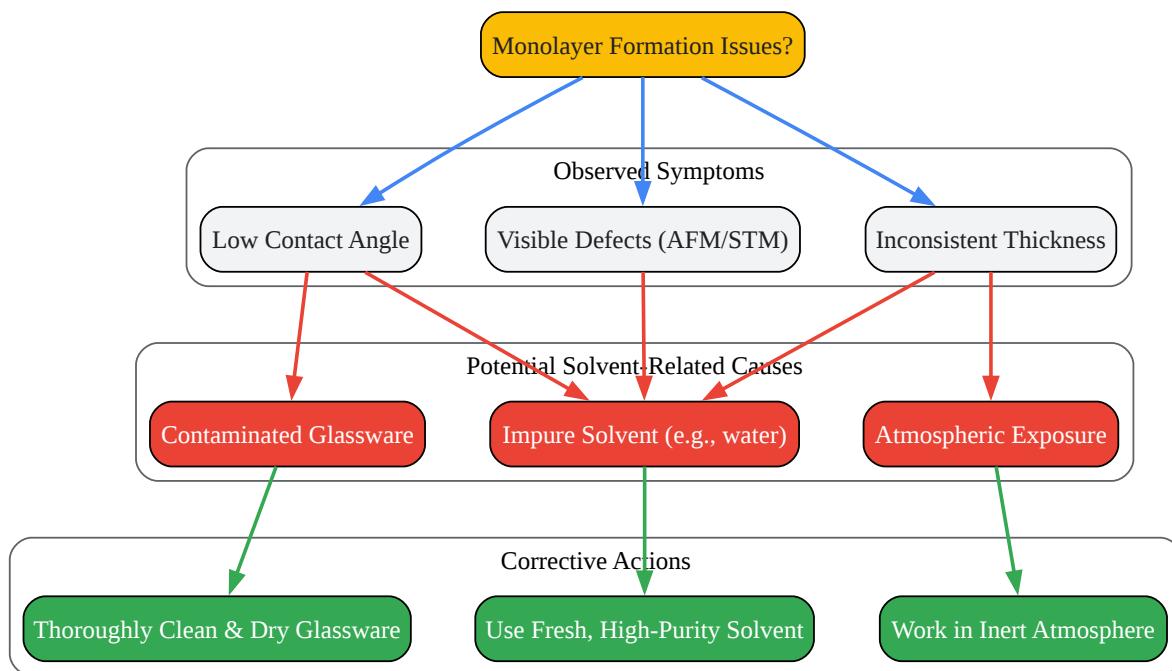 Monolayer Formation Issues?
Observed Symptoms
Low Contact Angle
Visible Defects (AFM/STM)
Inconsistent Thickness
Potential Solvent-Related Causes
Contaminated Glassware
Impure Solvent (e.g., water)
Atmospheric Exposure
Corrective Actions
Thoroughly Clean & Dry Glassware
Use Fresh, High-Purity Solvent
Work in Inert Atmosphere